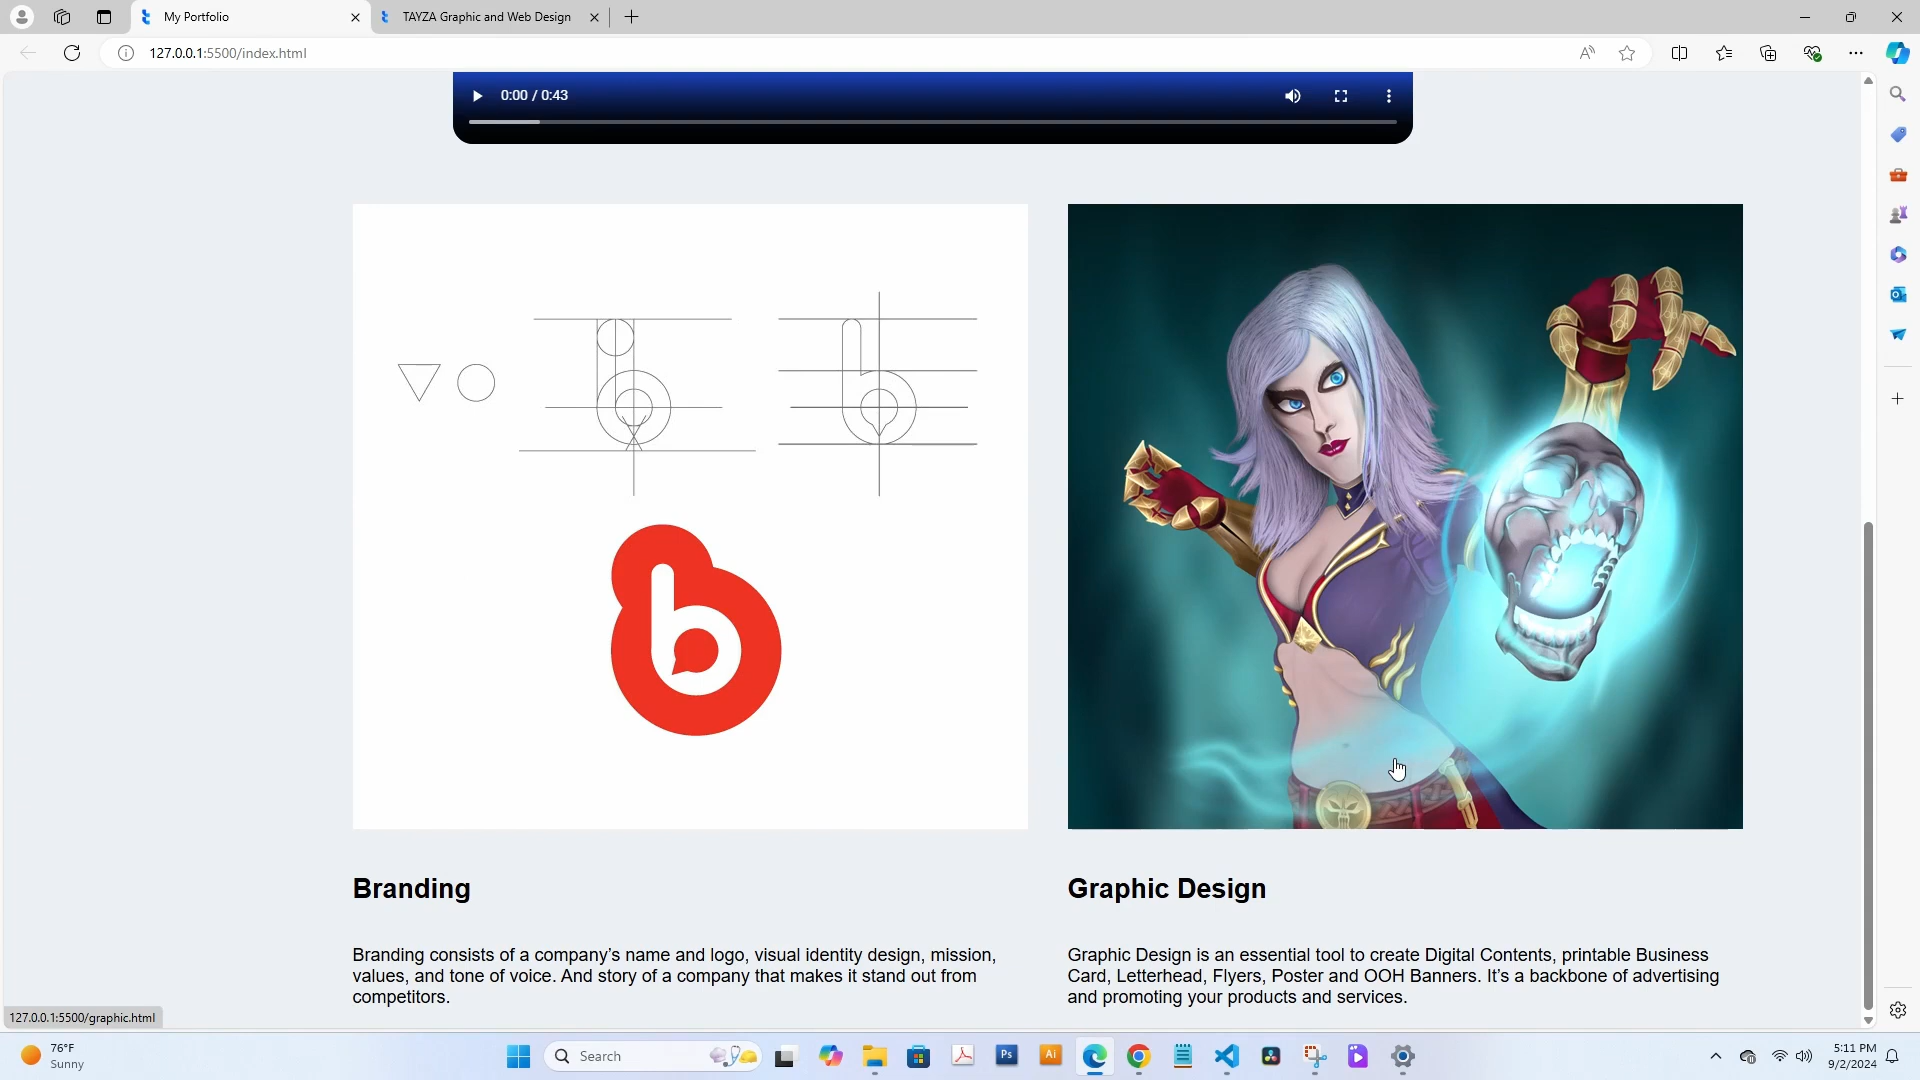 My Portfolio
TAYZA Graphic and Web Design
127.0.0.1:5500/index.html
0:00 / 0:43
b
Branding
Graphic Design
Branding consists of a company’s name and logo, visual identity design, mission,
values, and tone of voice. And story of a company that makes it stand out from
competitors.
Graphic Design is an essential tool to create Digital Contents, printable Business
Card, Letterhead, Flyers, Poster and OOH Banners. It’s a backbone of advertising
and promoting your products and services.
127.0.0.1:5500/graphic.html
76°F
Sunny
Search
Ps
Ai
5:11 PM
9/2/2024